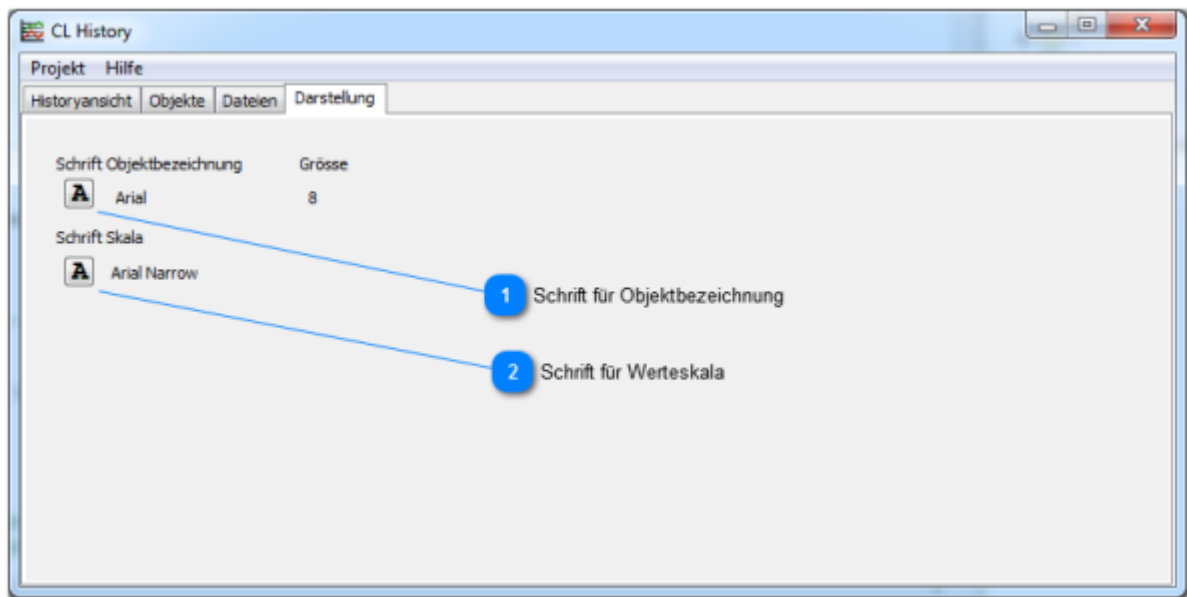 CL History
Projekt Hilfe
Historyansicht Objekte Dateien Darstellung
Schrift Objektbezeichnung Grösse
A Arial 8
Schrift Skala
A Arial Narrow
1 Schrift für Objektbezeichnung
2 Schrift für Werteskala